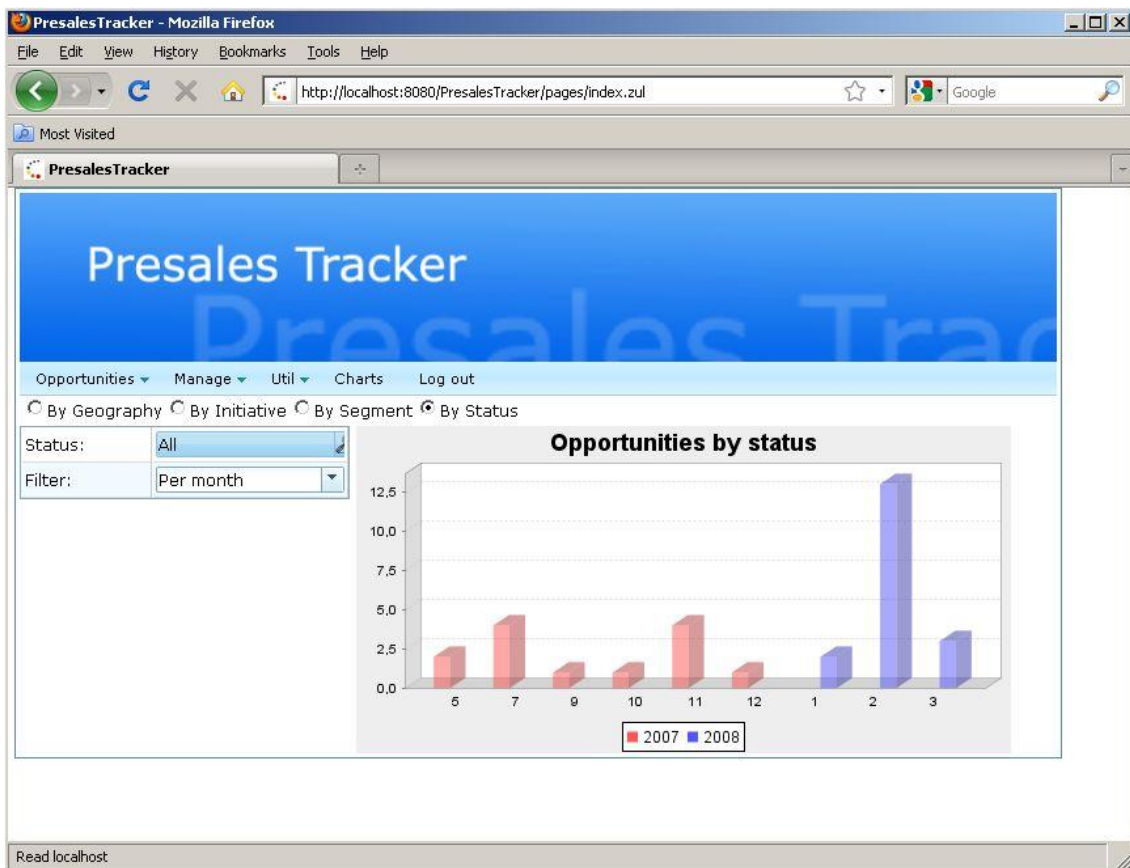 PresalesTracker - Mozilla Firefox
File Edit View History Bookmarks Tools Help
http://localhost:8080/PresalesTracker/pages/index.zul Google
Most Visited
PresalesTracker
Presales Tracker
Presales Trac
Opportunities Manage Util Charts Log out
By Geography By Initiative By Segment By Status
Status: All
Filter: Per month
Opportunities by status
12,5
10,0
7,5
5,0
2,5
0,0
5 7 9 10 11 12 1 2 3
2007 2008
Read localhost